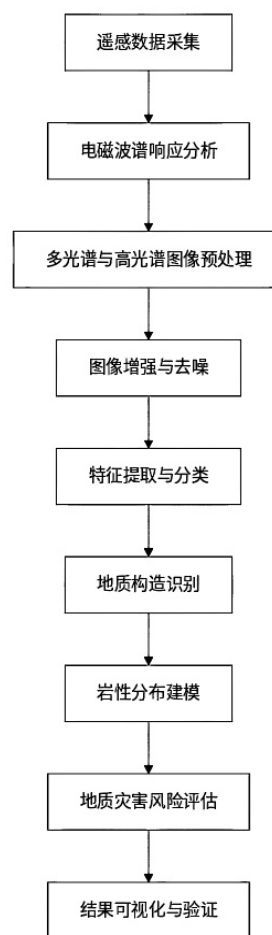 遥感数据采集
电磁波谱响应分析
多光谱与高光谱图像预处理
图像增强与去噪
特征提取与分类
地质构造识别
岩性分布建模
地质灾害风险评估
结果可视化与验证